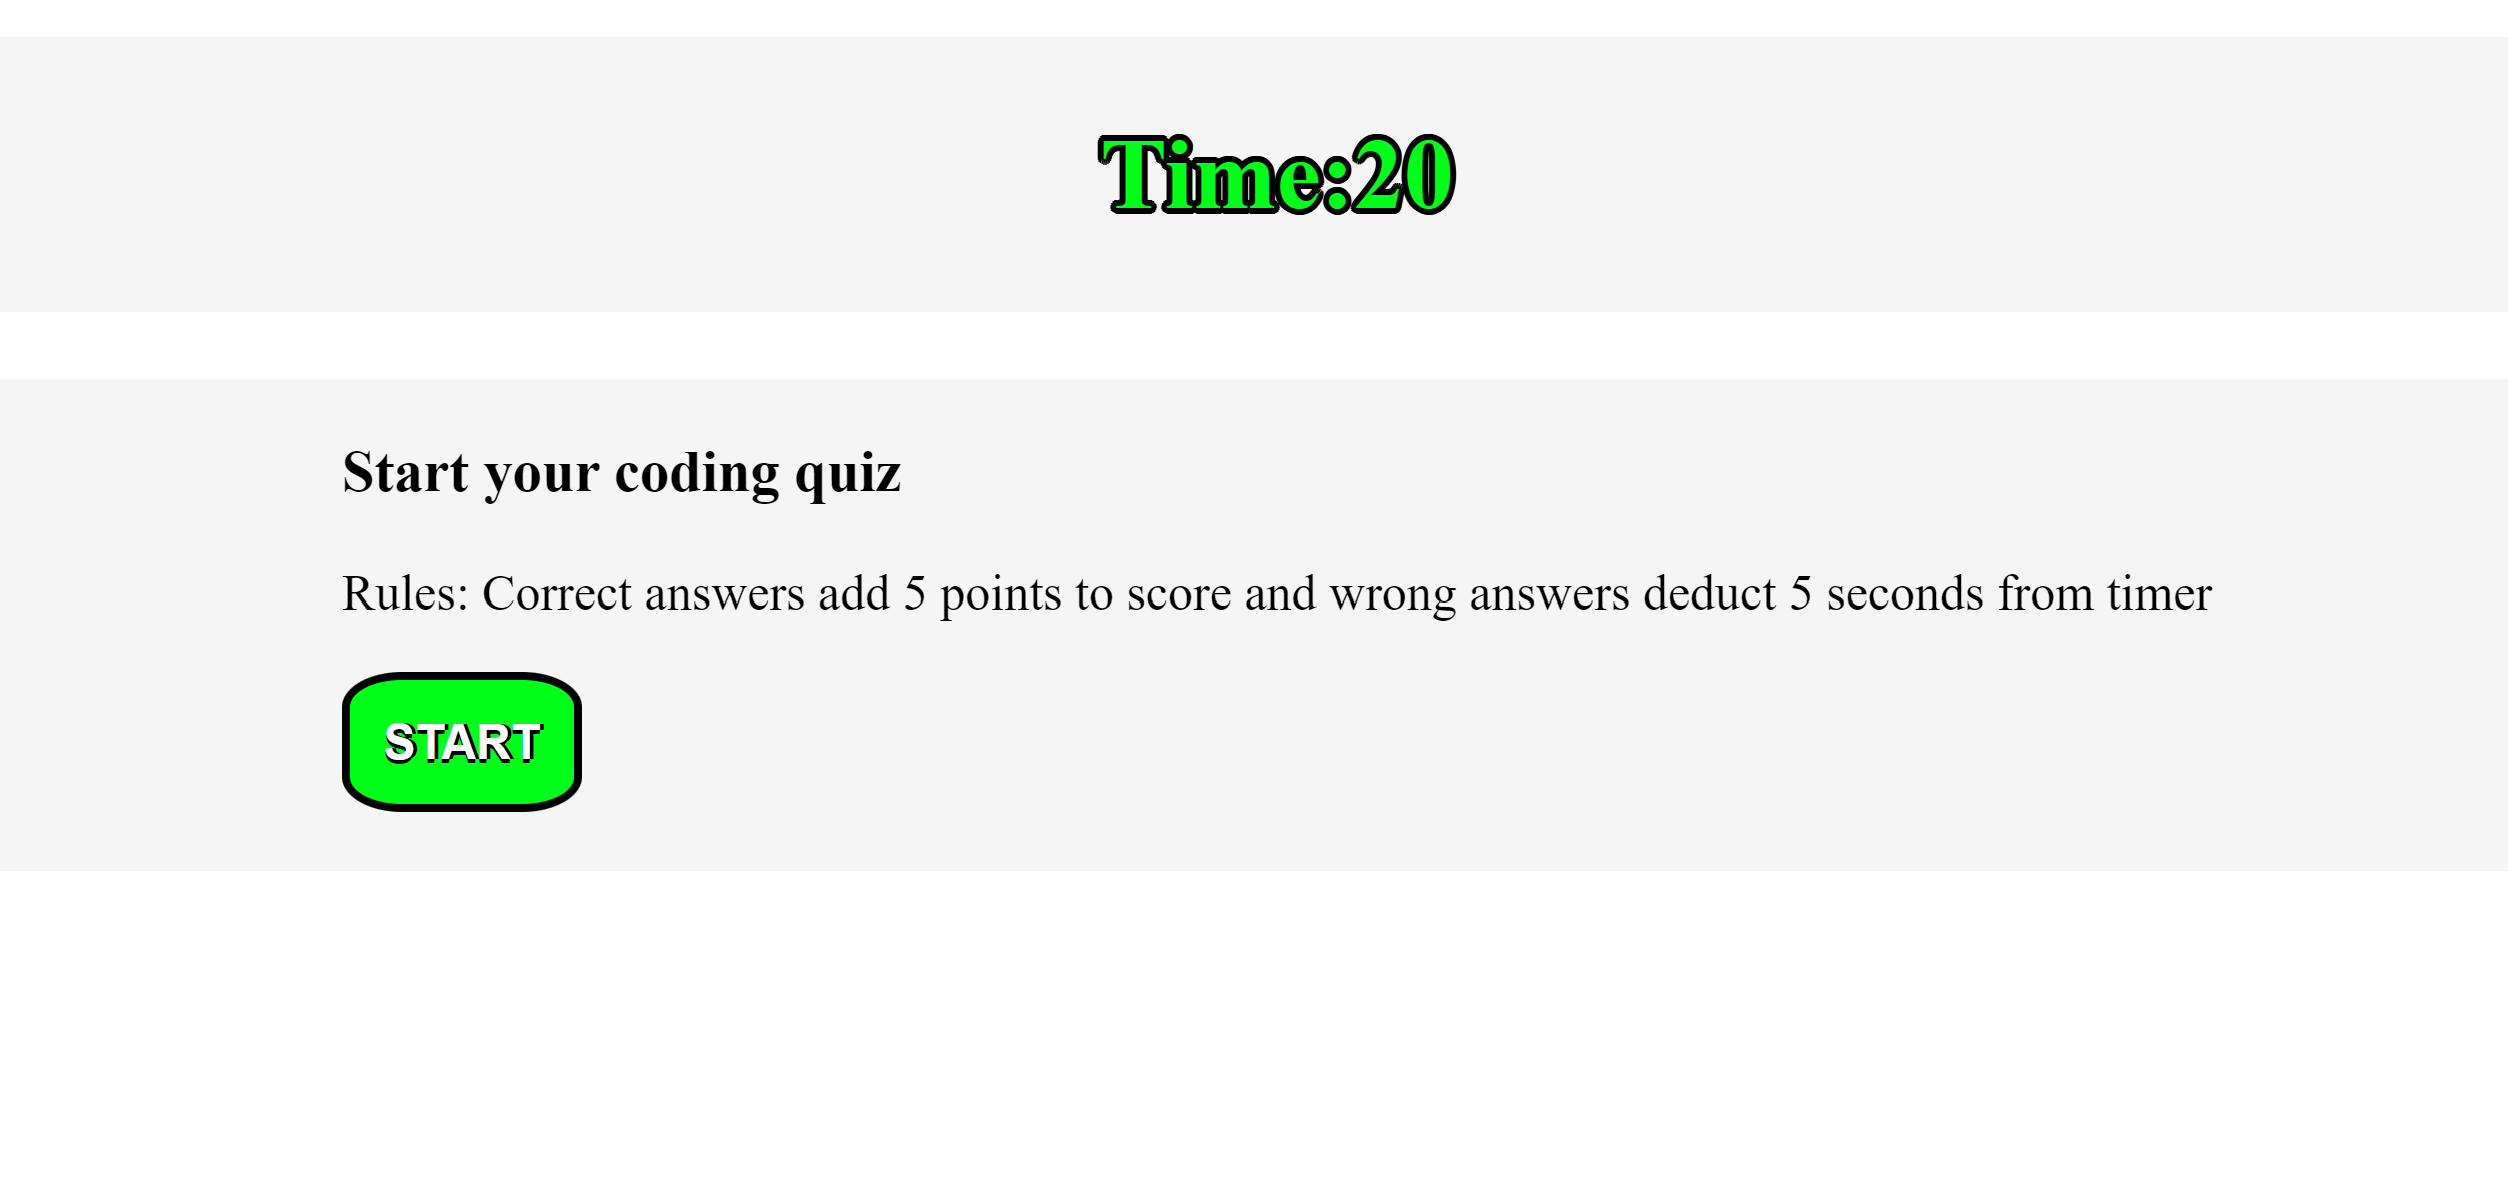 Time:20
Start your coding quiz
Rules: Correct answers add 5 points to score and wrong answers deduct 5 seconds from timer
START